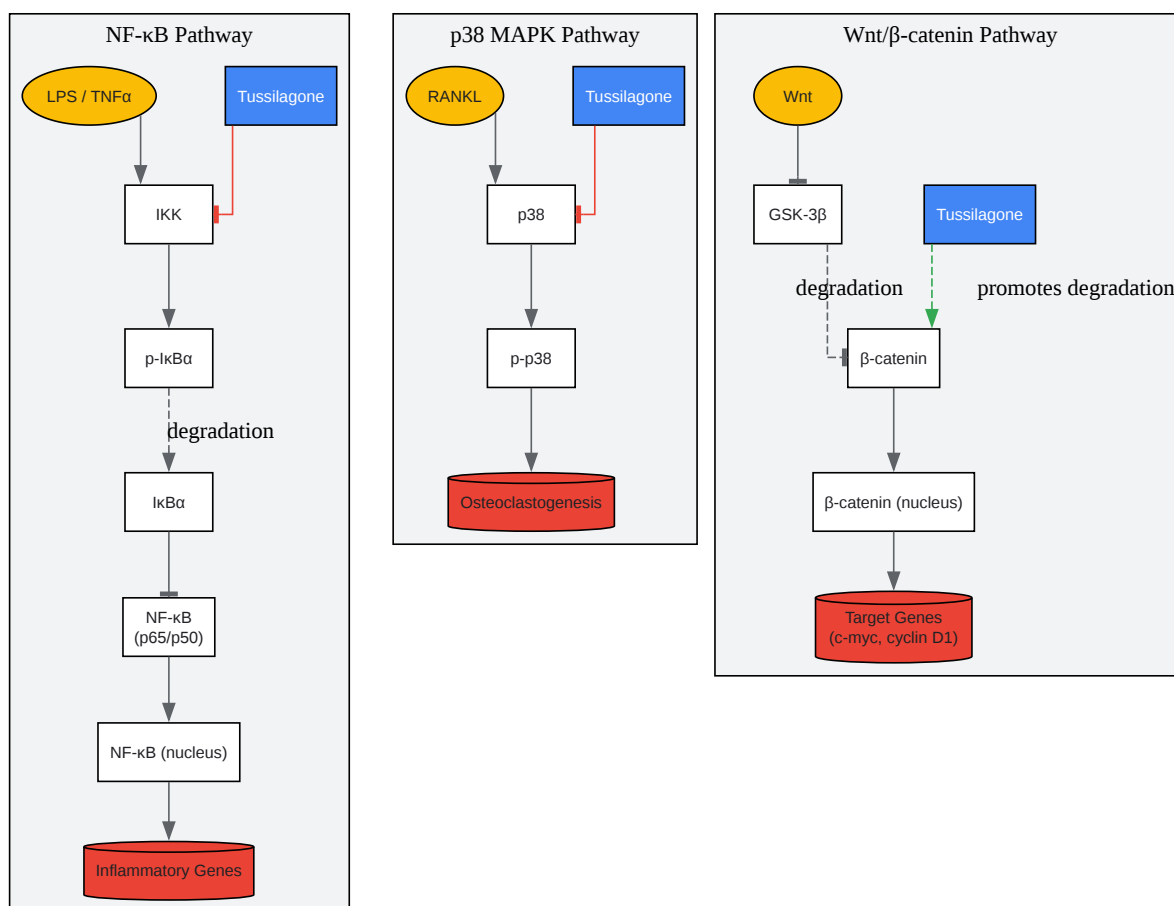 NF-κB Pathway
LPS / TNFα
Tussilagone
IKK
p-IκBα
degradation
IκBα
NF-κB
(p65/p50)
NF-κB (nucleus)
Inflammatory Genes
p38 MAPK Pathway
RANKL
Tussilagone
p38
p-p38
Osteoclastogenesis
Wnt/β-catenin Pathway
Wnt
GSK-3β
Tussilagone
degradation
promotes degradation
β-catenin
β-catenin (nucleus)
Target Genes
(c-myc, cyclin D1)